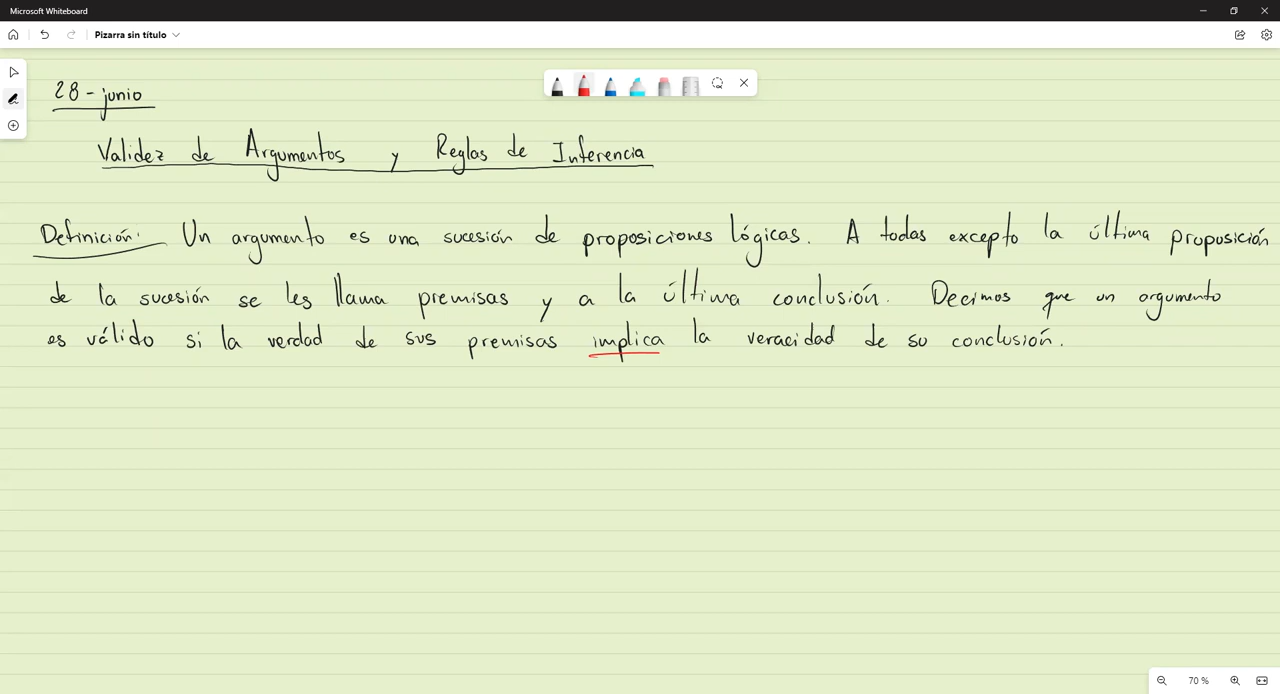 Microsoft Whiteboard
Pizarra sin título
28 - junio
Validez de Argumentos y Reglas de Inferencia
Definición: Un argumento es una sucesión de proposiciones lógicas. A todas excepto la última proposición
de la sucesión se les llama premisas y a la última conclusión. Decimos que un argumento
es válido si la verdad de sus premisas implica la veracidad de su conclusión.
70 %